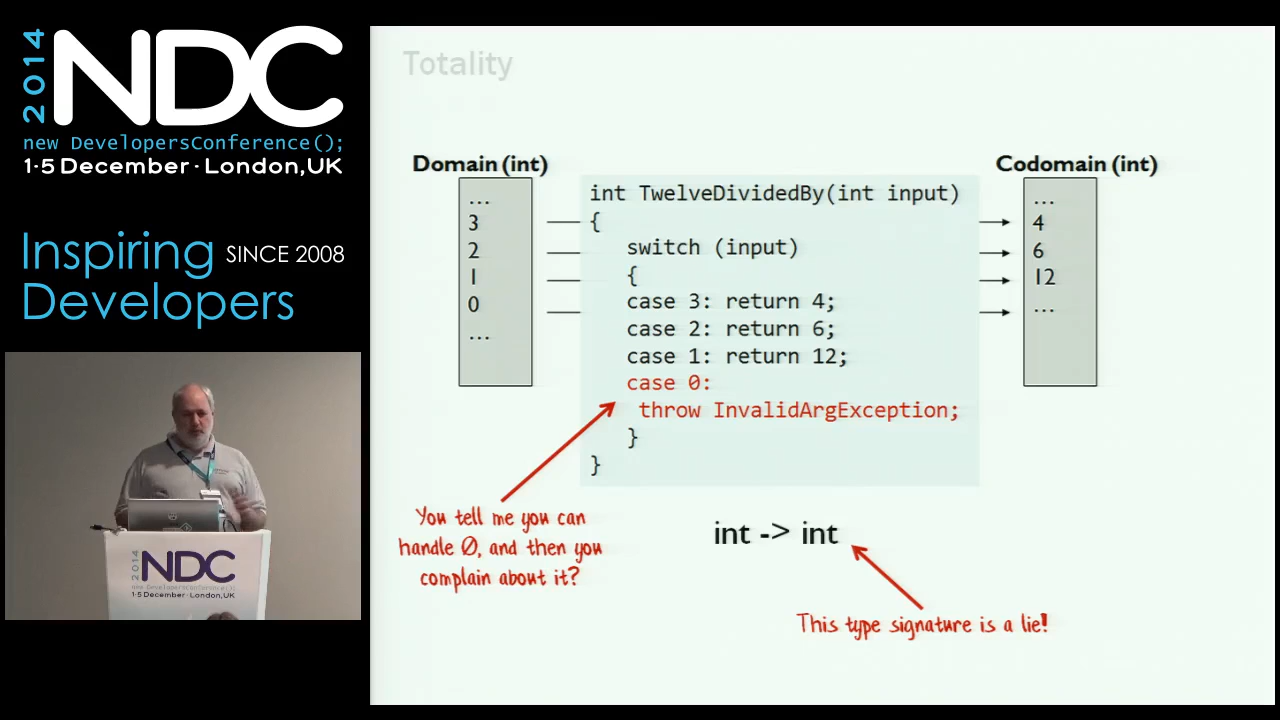 2014
NDC
new DevelopersConference();
1-5 December · London, UK
Inspiring SINCE 2008
Developers
2014
NDC
new DevelopersConference();
1-5 December · London, UK
Totality
Domain (int)
...
3
2
1
0
...
int TwelveDividedBy(int input)
{
switch (input)
{
case 3: return 4;
case 2: return 6;
case 1: return 12;
case 0:
throw InvalidArgException;
}
}
Codomain (int)
...
4
6
12
...
You tell me you can
handle 0, and then you
complain about it?
int -> int
This type signature is a lie!